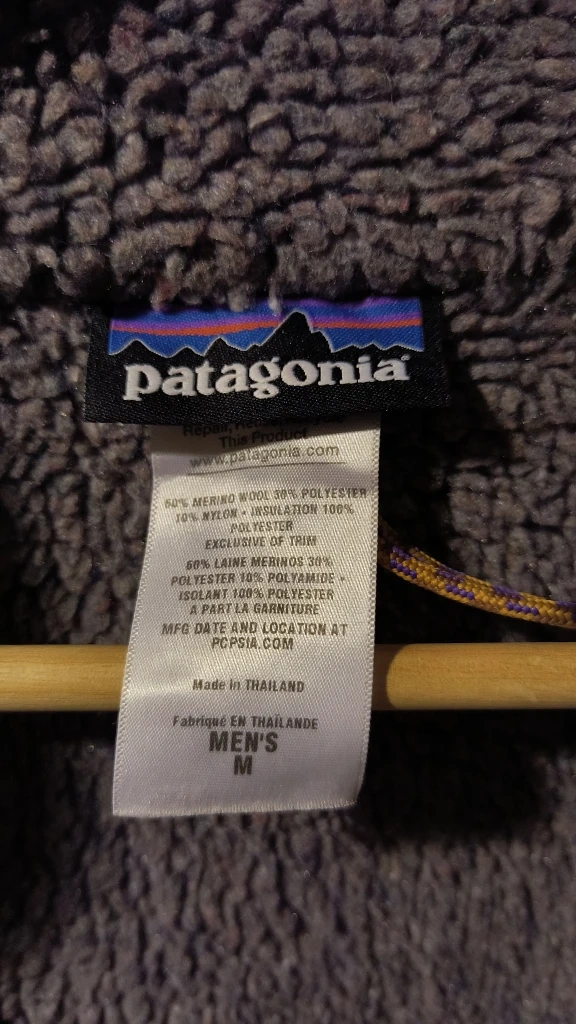 patagonia®
Repair, Re
This Product
www.patagonia.com
60% MERINO WOOL 30% POLYESTER
10% NYLON • INSULATION 100%
POLYESTER
EXCLUSIVE OF TRIM
60% LAINE MERINOS 30%
POLYESTER 10% POLYAMIDE •
ISOLANT 100% POLYESTER
A PART LA GARNITURE
MFG DATE AND LOCATION AT
PCPSIA.COM
Made in THAILAND
Fabriqué EN THAÏLANDE
MEN'S
M